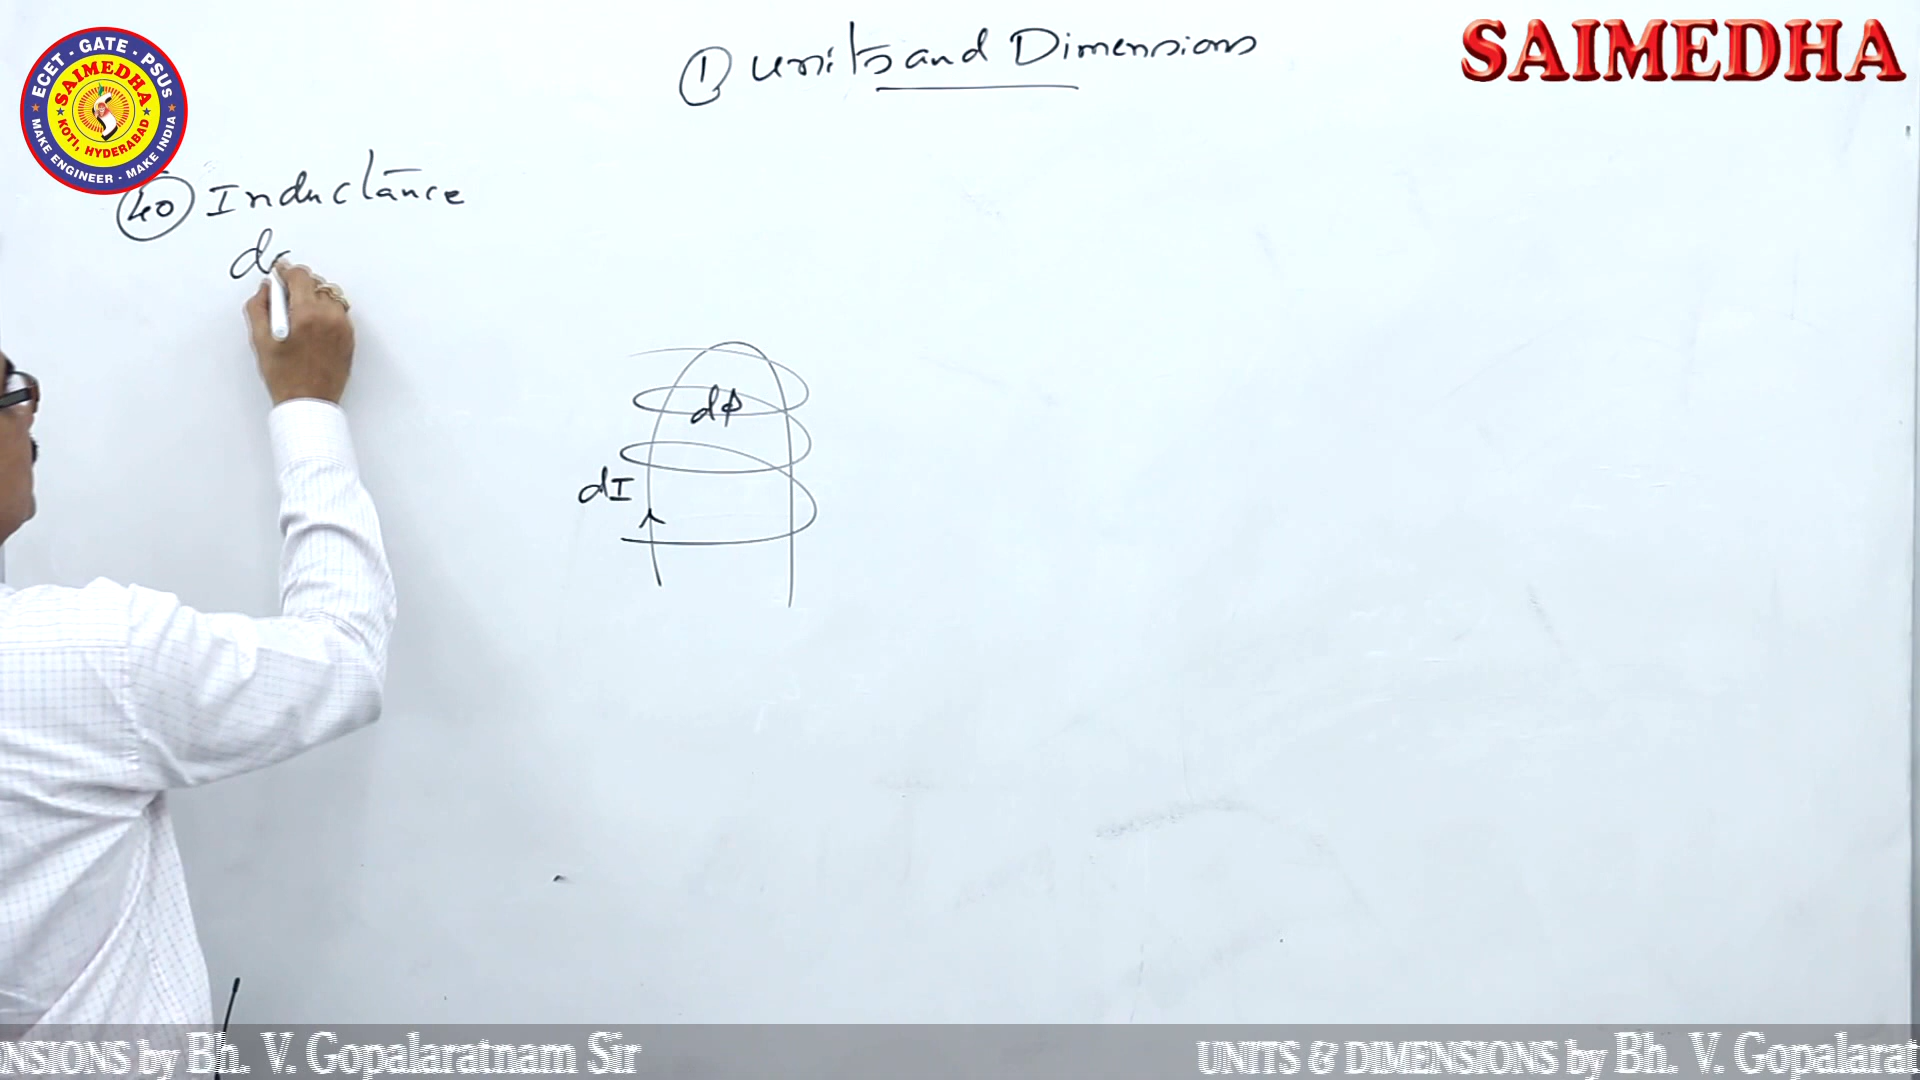 ① Units and Dimensions
SAIMEDHA
ECET - GATE - PSUS
SAIMEDHA
KOTI, HYDERABAD
MAKE ENGINEER - MAKE INDIA
40 Inductance
d
dφ
dI
NSIONS by Bh. V. Gopalaratnam Sir
UNITS & DIMENSIONS by Bh. V. Gopalarat